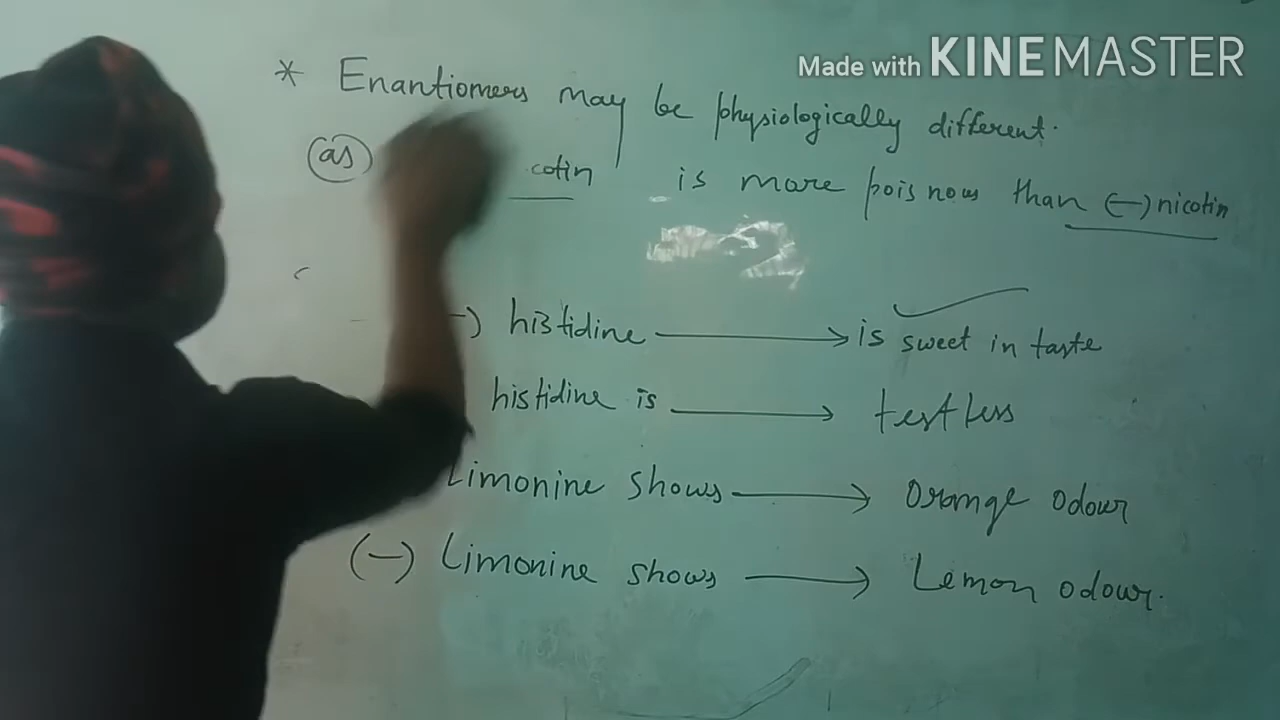 Made with KINEMASTER
* Enantiomers may be physiologically different.
(as) cotin is more poisnous than (-) nicotin
-) histidine → is sweet in taste
histidine is → testless
Limonine shows → Orange odour
(-) Limonine shows → Lemon odour.